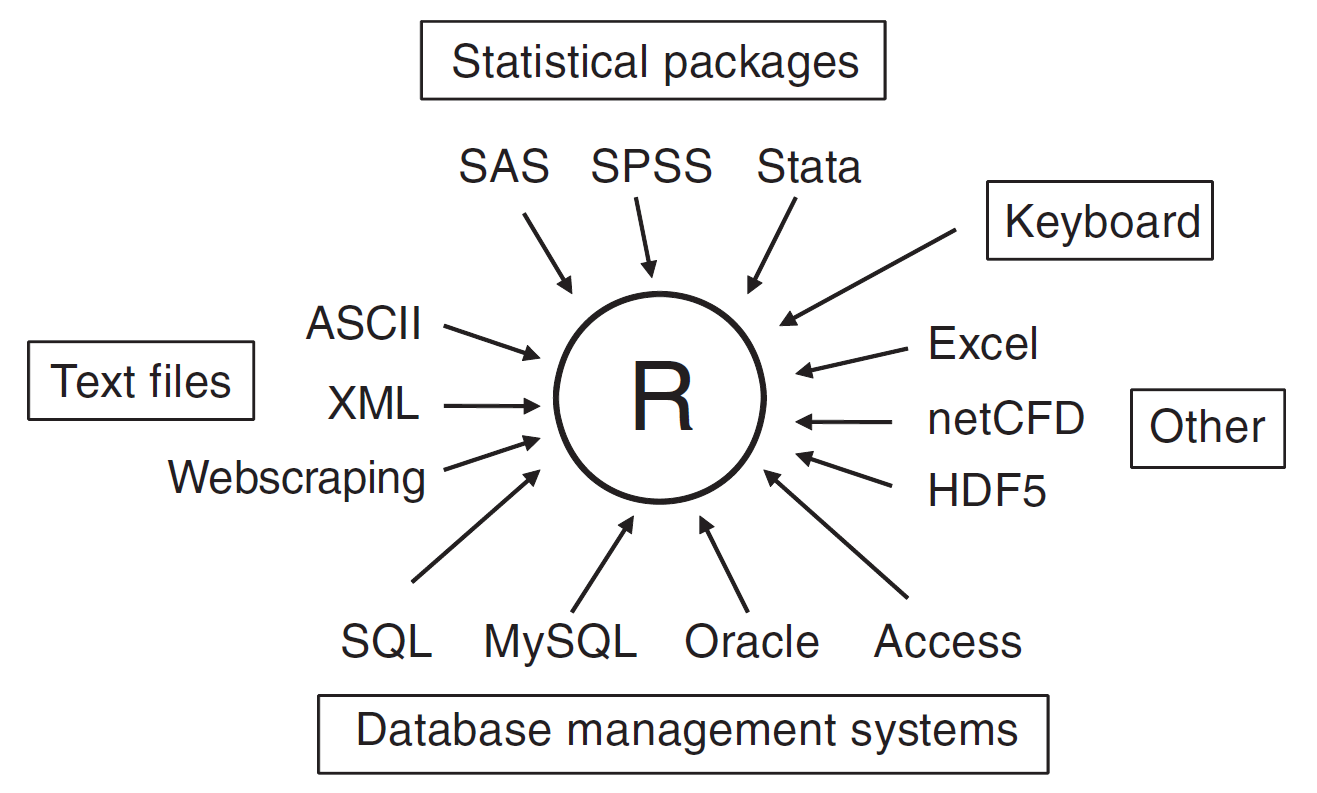 Statistical packages
SAS SPSS Stata
Keyboard
ASCII
Excel
Text files
XML
R
netCFD
Other
Webscraping
HDF5
SQL MySQL Oracle Access
Database management systems